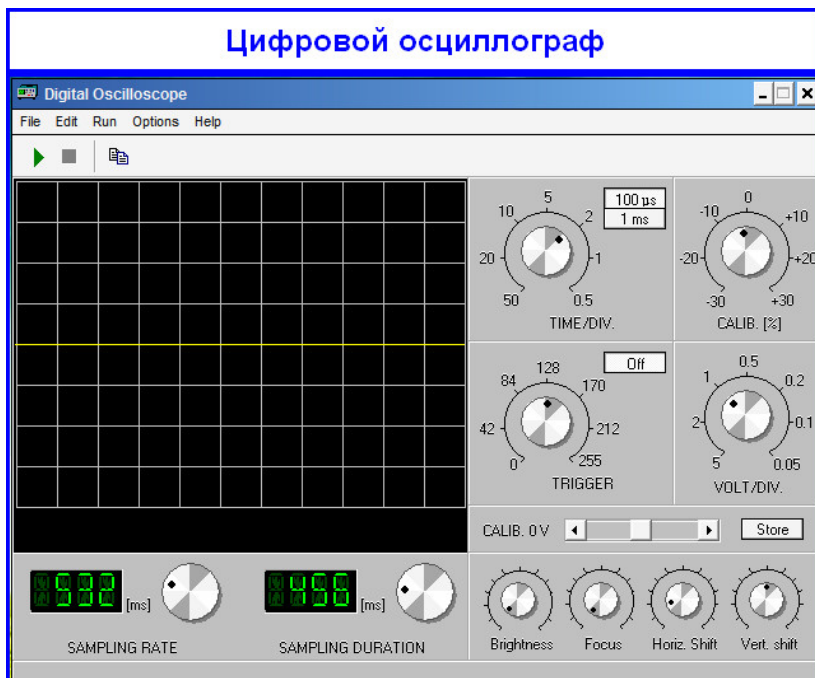 Цифровой осциллограф
Digital Oscilloscope
File Edit Run Options Help
5
10 2
20 1
50 0.5
TIME/DIV.
100 µs
1 ms
0
-10 +10
-20 +20
-30 +30
CALIB. [%]
128
84 170
42 212
0 255
TRIGGER
Off
0.5
1 0.2
2 0.1
5 0.05
VOLT/DIV.
CALIB. 0 V Store
532 [ms] 456 [ms]
SAMPLING RATE SAMPLING DURATION
Brightness Focus Horiz. Shift Vert. shift